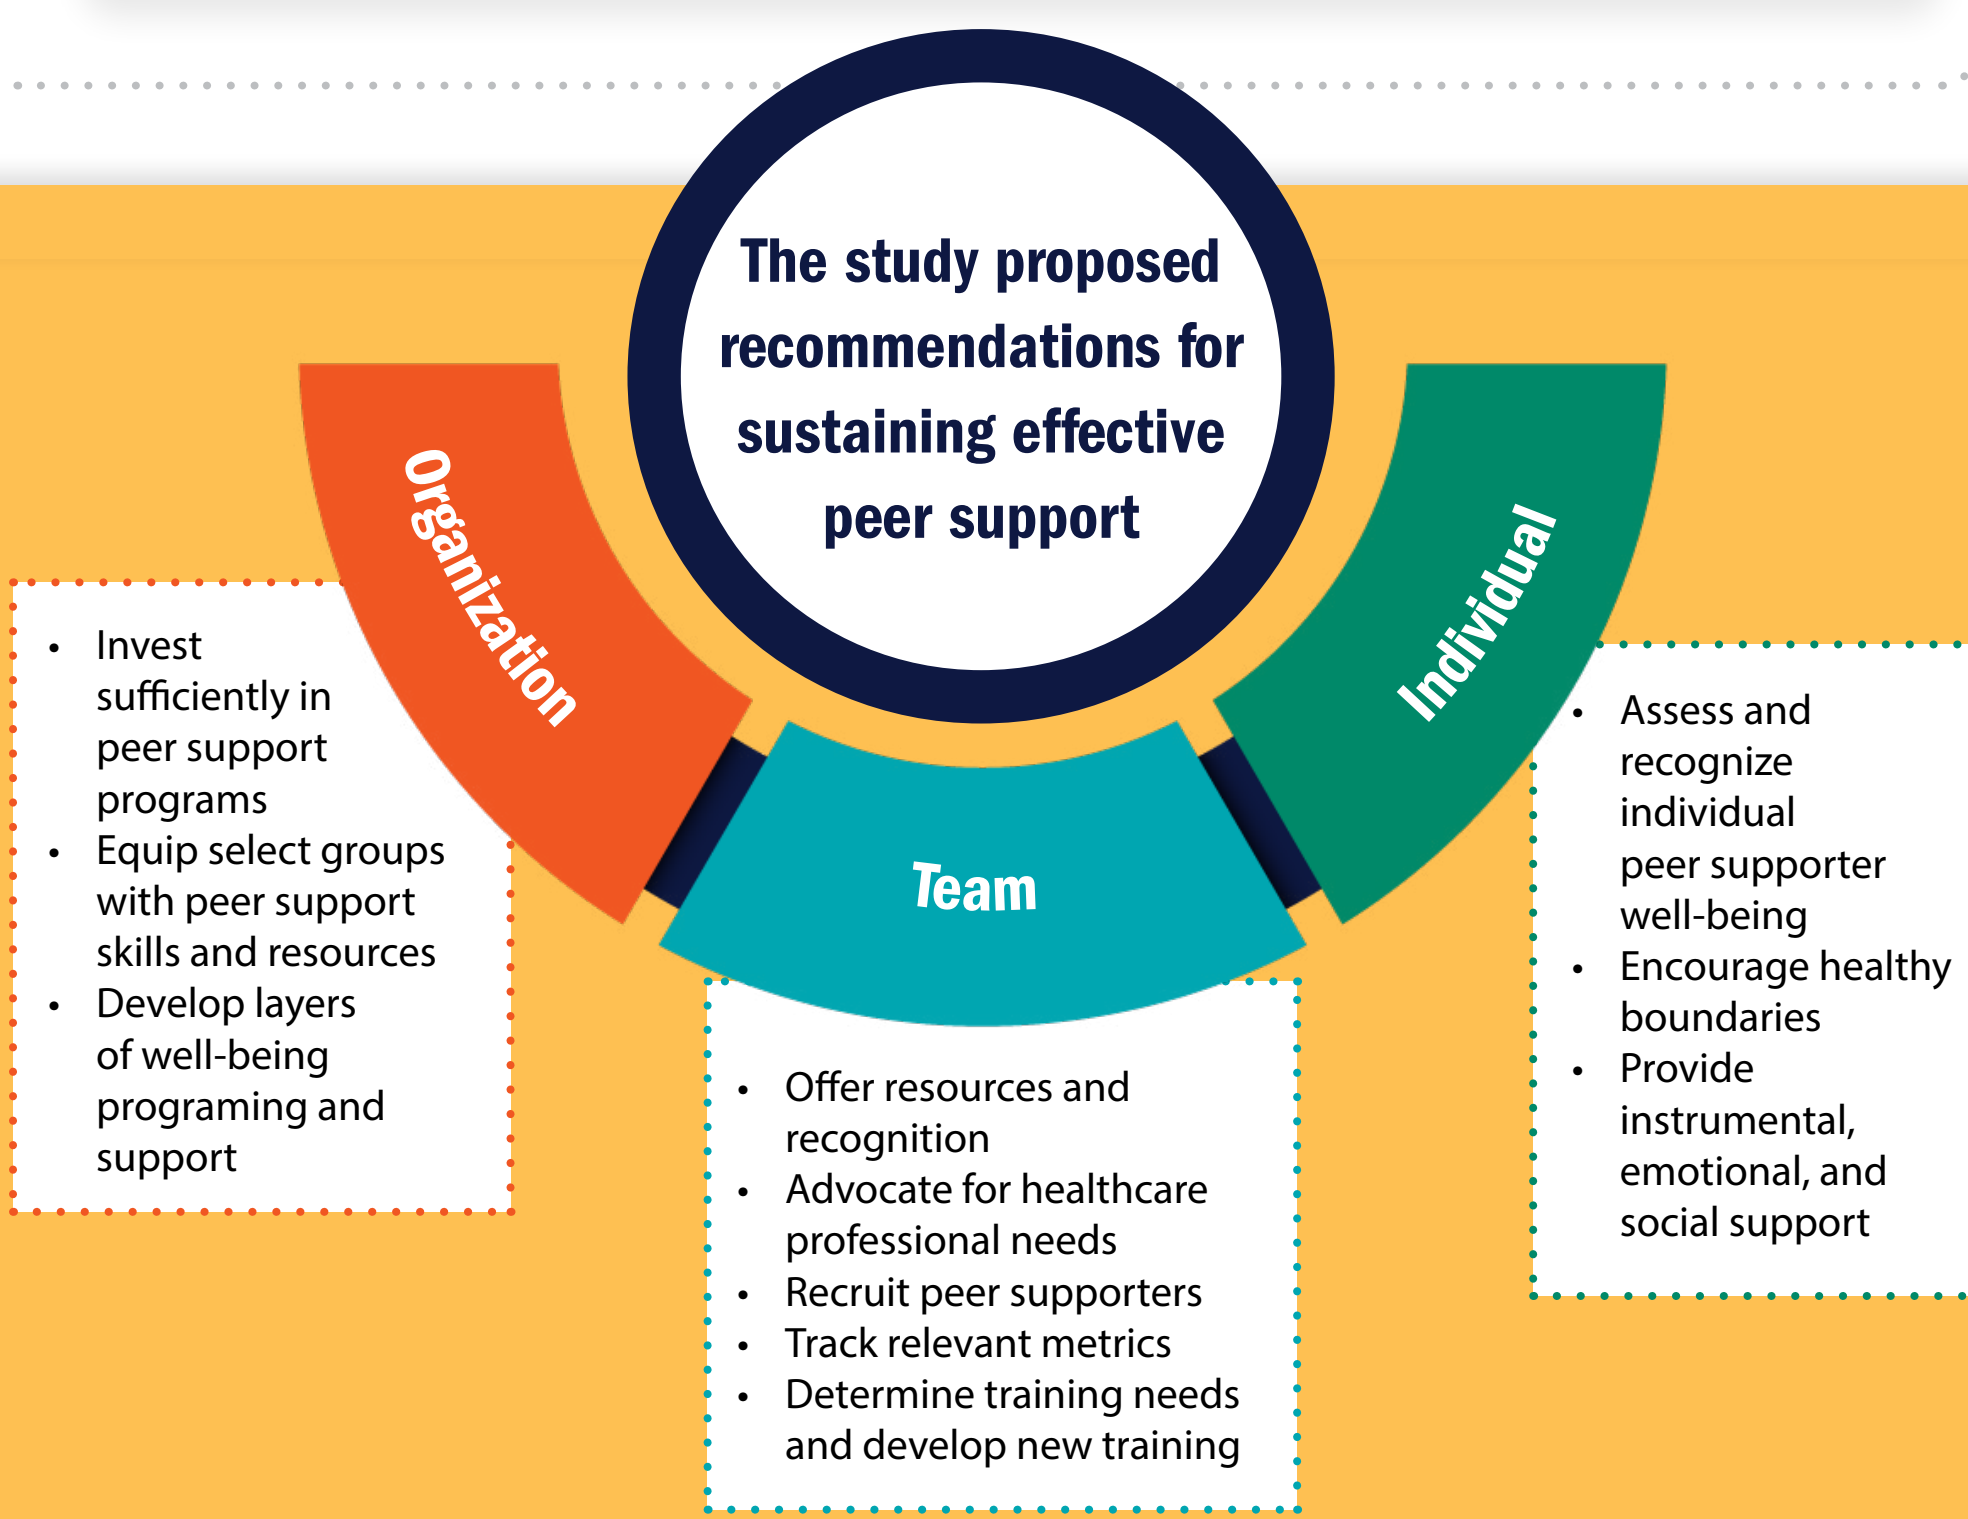 The study proposed
recommendations for
sustaining effective
peer support
Organization
• Invest
sufficiently in
peer support
programs
• Equip select groups
with peer support
skills and resources
• Develop layers
of well-being
programing and
support
Team
• Offer resources and
recognition
• Advocate for healthcare
professional needs
• Recruit peer supporters
• Track relevant metrics
• Determine training needs
and develop new training
Individual
• Assess and
recognize
individual
peer supporter
well-being
• Encourage healthy
boundaries
• Provide
instrumental,
emotional, and
social support